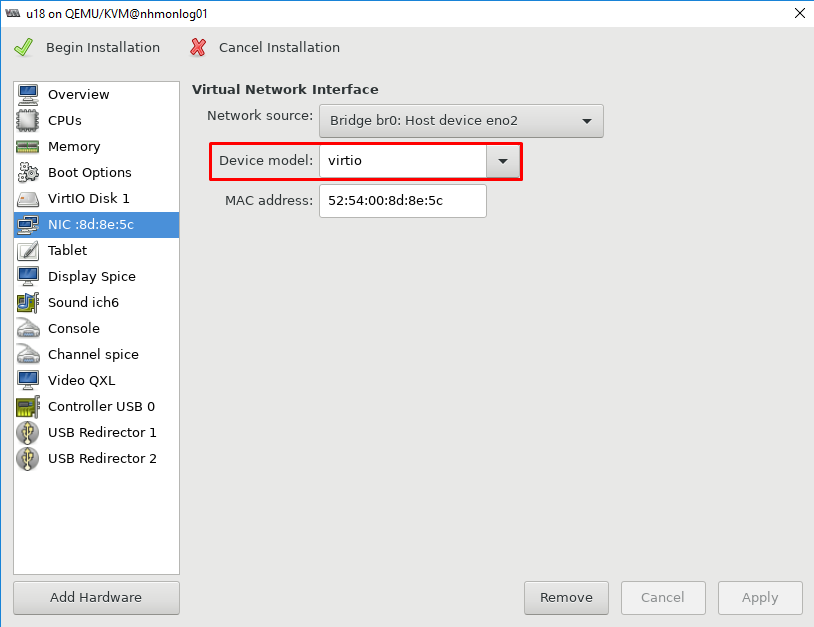 u18 on QEMU/KVM@nhmonlog01
Begin Installation
Cancel Installation
Overview
CPUs
Memory
Boot Options
VirtIO Disk 1
NIC :8d:8e:5c
Tablet
Display Spice
Sound ich6
Console
Channel spice
Video QXL
Controller USB 0
USB Redirector 1
USB Redirector 2
Add Hardware
Virtual Network Interface
Network source: Bridge br0: Host device eno2
Device model: virtio
MAC address: 52:54:00:8d:8e:5c
Remove
Cancel
Apply